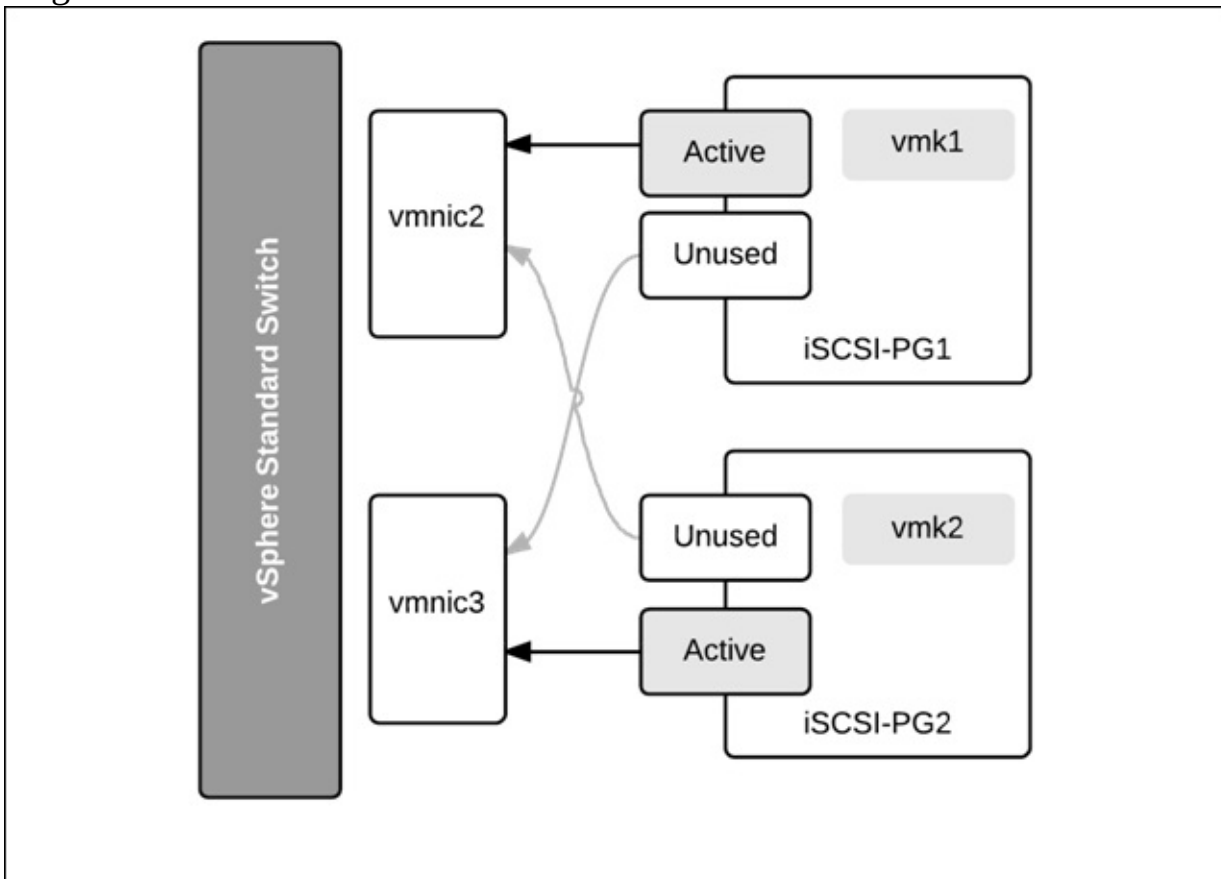 vSphere Standard Switch
vmnic2
Active
vmk1
Unused
iSCSI-PG1
vmnic3
Unused
vmk2
Active
iSCSI-PG2